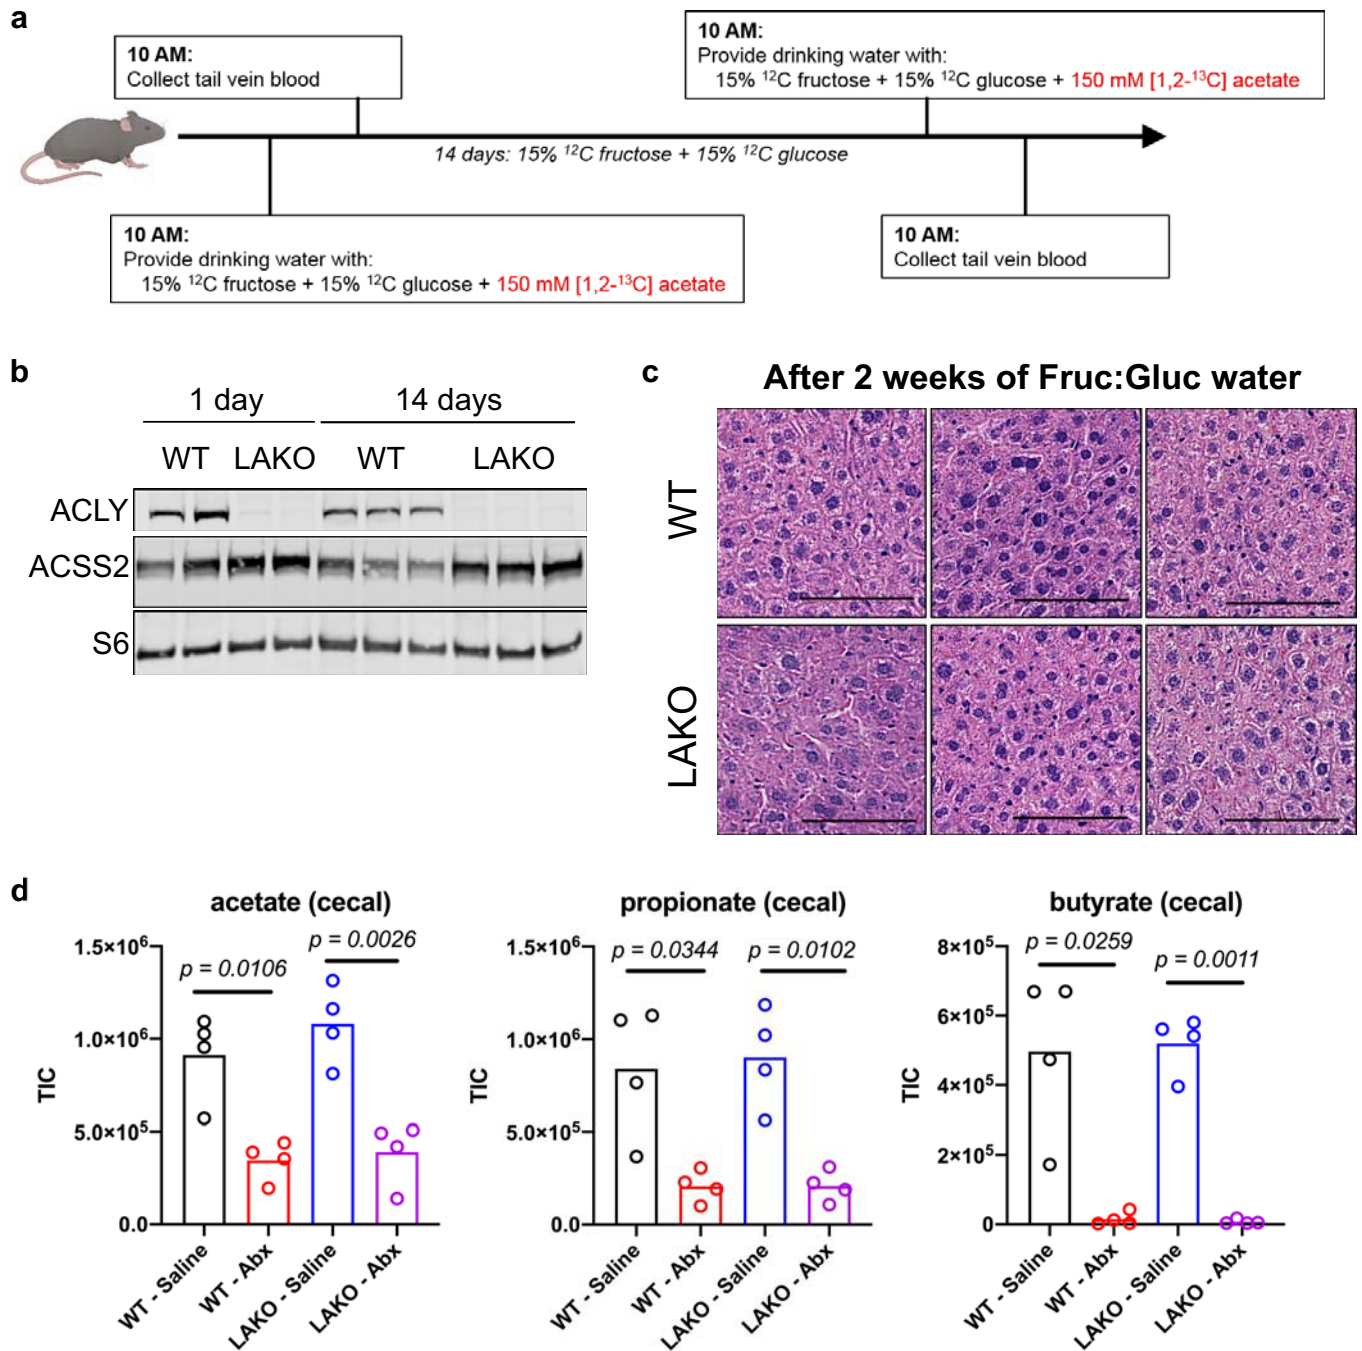 a
10 AM:
Collect tail vein blood
10 AM:
Provide drinking water with:
15% ¹²C fructose + 15% ¹²C glucose + 150 mM [1,2-¹³C] acetate
14 days: 15% ¹²C fructose + 15% ¹²C glucose
10 AM:
Provide drinking water with:
15% ¹²C fructose + 15% ¹²C glucose + 150 mM [1,2-¹³C] acetate
10 AM:
Collect tail vein blood
b
1 day 14 days
WT LAKO WT LAKO
ACLY
ACSS2
S6
c
After 2 weeks of Fruc:Gluc water
WT
LAKO
d
acetate (cecal)
p = 0.0106
p = 0.0026
TIC
1.5×10⁶
1.0×10⁶
5.0×10⁵
0.0
WT - Saline
WT - Abx
LAKO - Saline
LAKO - Abx
propionate (cecal)
p = 0.0344
p = 0.0102
TIC
1.5×10⁶
1.0×10⁶
5.0×10⁵
0.0
WT - Saline
WT - Abx
LAKO - Saline
LAKO - Abx
butyrate (cecal)
p = 0.0259
p = 0.0011
TIC
8×10⁵
6×10⁵
4×10⁵
2×10⁵
0
WT - Saline
WT - Abx
LAKO - Saline
LAKO - Abx